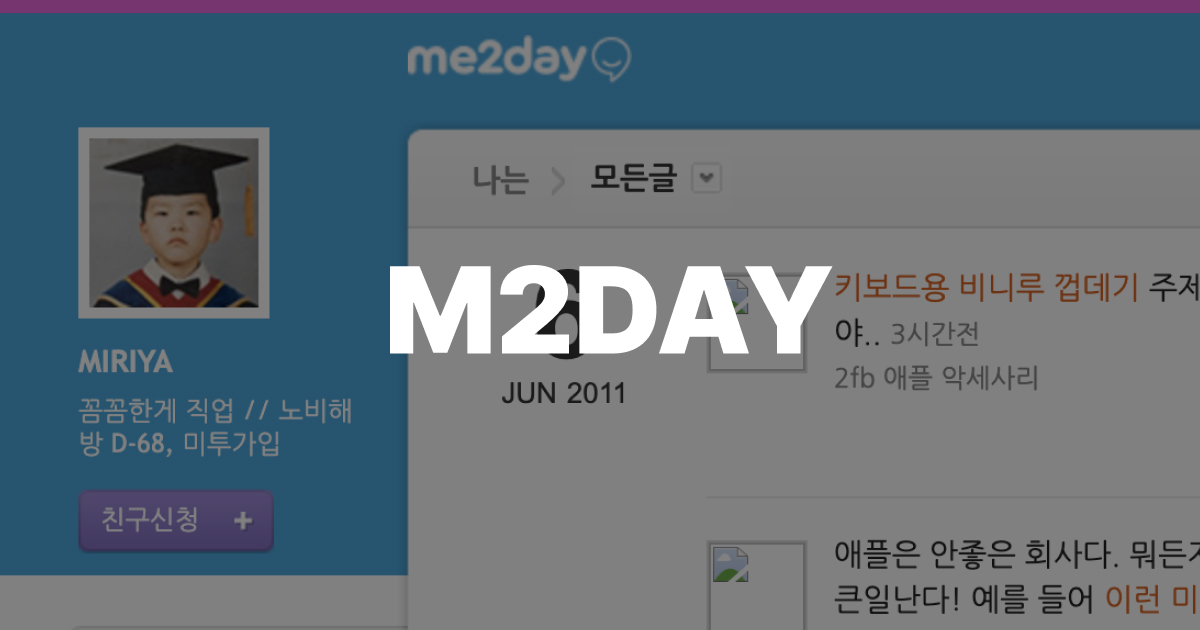 me2day
나는 모든글
MIRIYA
꼼꼼한게 직업 // 노비해
방 D-68, 미투가입
친구신청 +
M2DAY
6
JUN 2011
키보드용 비니루 껍데기 주제
야.. 3시간전
2fb 애플 악세사리
애플은 안좋은 회사다. 뭐든지
큰일난다! 예를 들어 이런 미